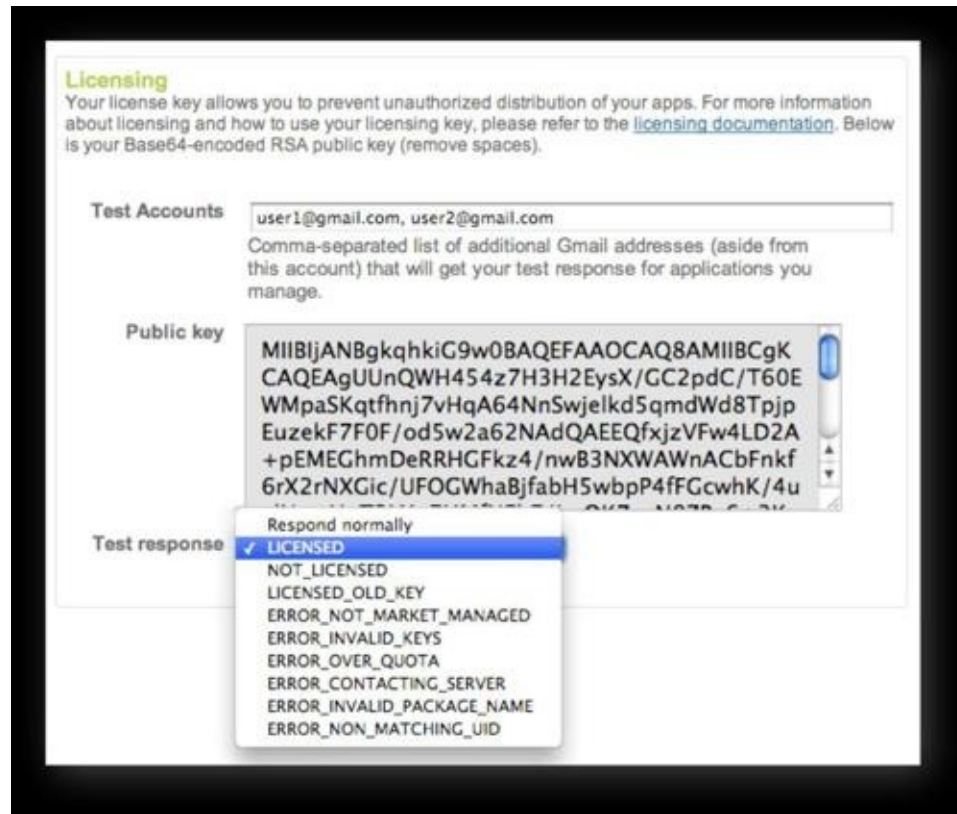 Licensing
Your license key allows you to prevent unauthorized distribution of your apps. For more information
about licensing and how to use your licensing key, please refer to the licensing documentation. Below
is your Base64-encoded RSA public key (remove spaces).
Test Accounts
user1@gmail.com, user2@gmail.com
Comma-separated list of additional Gmail addresses (aside from
this account) that will get your test response for applications you
manage.
Public key
MIIBIjANBgkqhkiG9w0BAQEFAAOCAQ8AMIIBCgK
CAQEAgUUnQWH454z7H3H2EysX/GC2pdC/T60E
WMpaSKqtfhnj7vHqA64NnSwjelkd5qmdWd8Tpjp
EuzekF7F0F/od5w2a62NAdQAEEQfxjzVFw4LD2A
+pEMEGhmDeRRHGFkz4/nwB3NXWAWnACbFnkf
6rX2rNXGic/UFOGWhaBjfabH5wbpP4fFGcwhK/4u
Test response
Respond normally
✓ LICENSED
NOT_LICENSED
LICENSED_OLD_KEY
ERROR_NOT_MARKET_MANAGED
ERROR_INVALID_KEYS
ERROR_OVER_QUOTA
ERROR_CONTACTING_SERVER
ERROR_INVALID_PACKAGE_NAME
ERROR_NON_MATCHING_UID